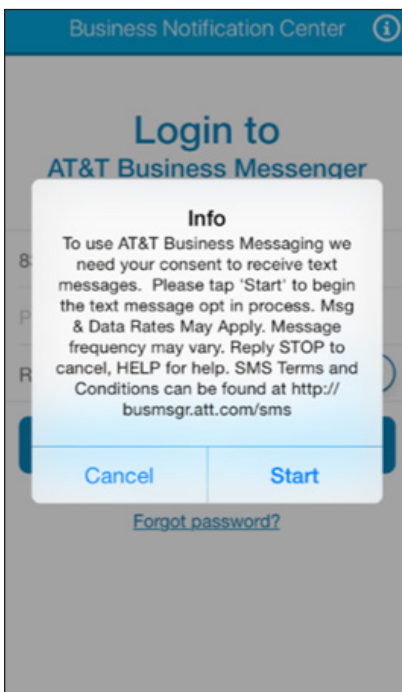 Business Notification Center
Login to
AT&T Business Messenger
Info
To use AT&T Business Messaging we
need your consent to receive text
messages. Please tap 'Start' to begin
the text message opt in process. Msg
& Data Rates May Apply. Message
frequency may vary. Reply STOP to
cancel, HELP for help. SMS Terms and
Conditions can be found at http://
busmsgr.att.com/sms
8
P
R
Cancel
Start
Forgot password?